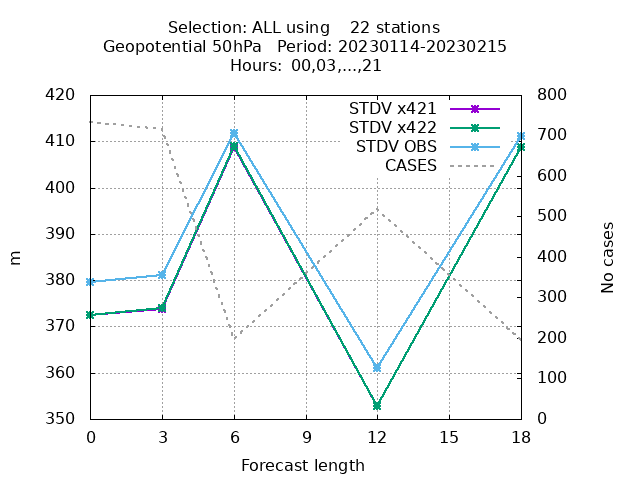 Selection: ALL using    22 stations
Geopotential 50hPa   Period: 20230114-20230215
Hours:  00,03,...,21
STDV x421
STDV x422
STDV OBS
CASES
420
410
400
390
380
370
360
350
m
800
700
600
500
400
300
200
100
0
No cases
0 3 6 9 12 15 18
Forecast length